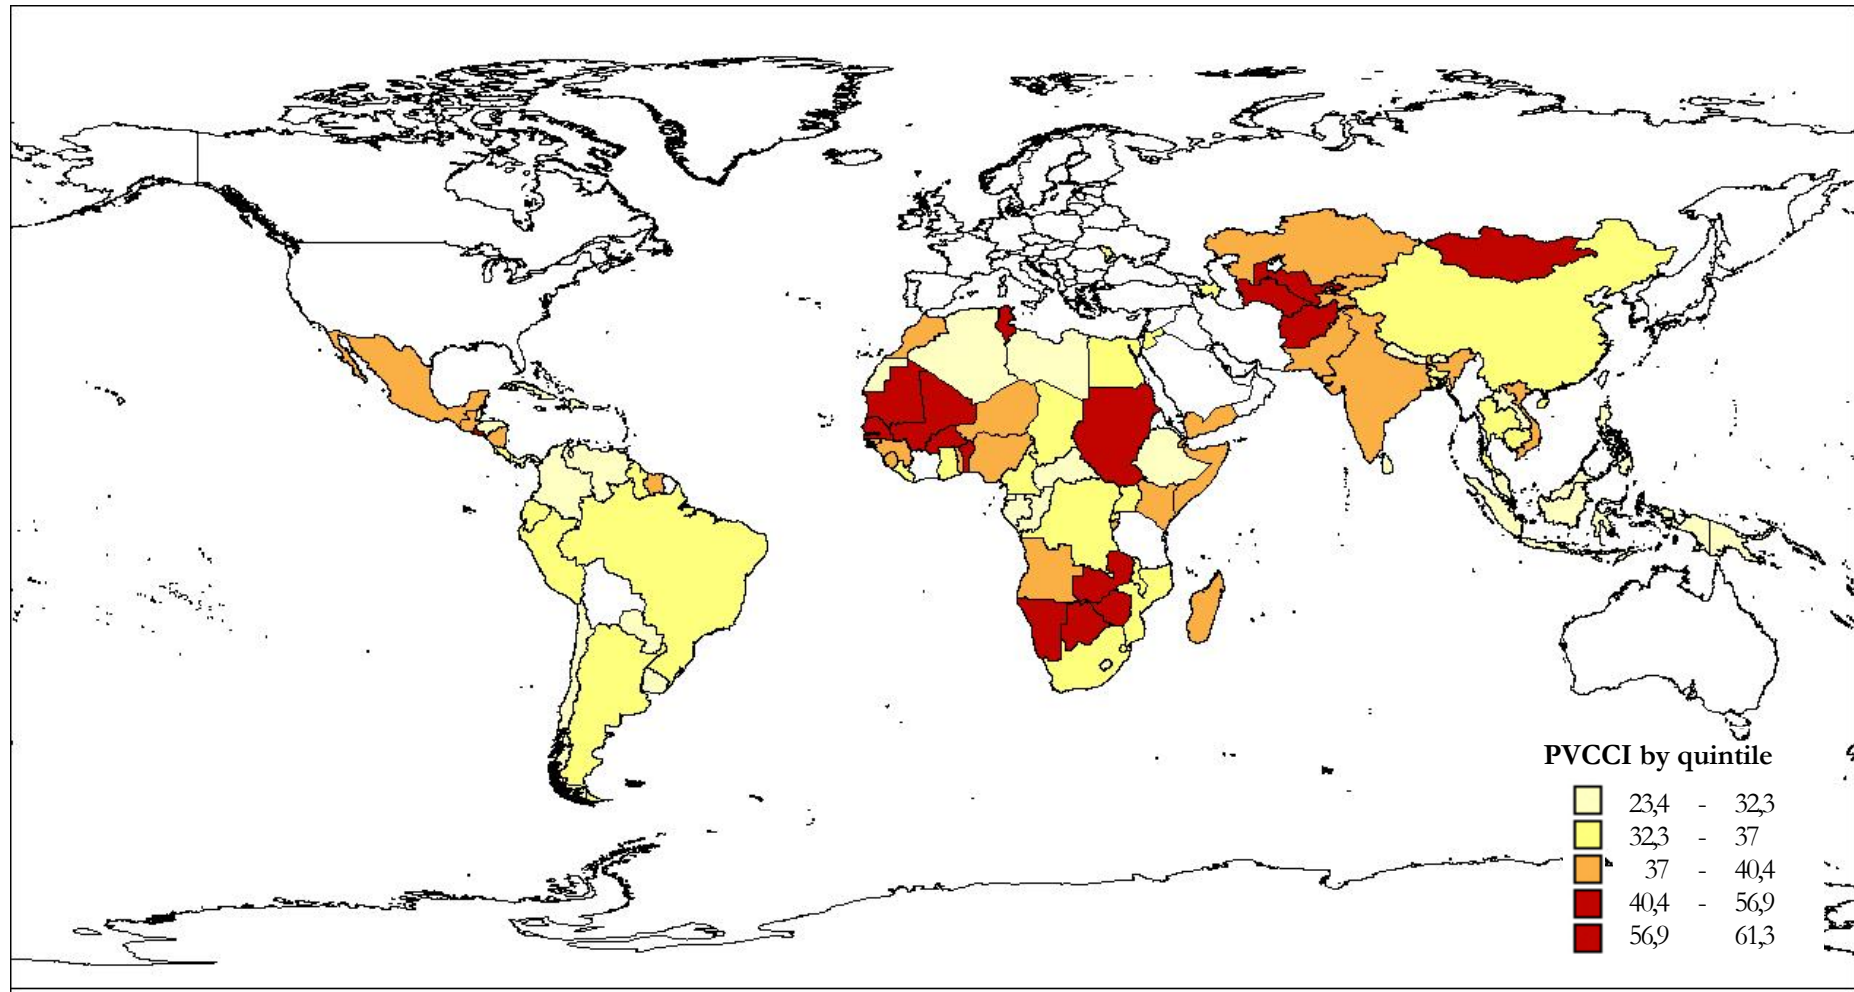 PVCCI by quintile
23,4 - 32,3
32,3 - 37
37 - 40,4
40,4 - 56,9
56,9 61,3